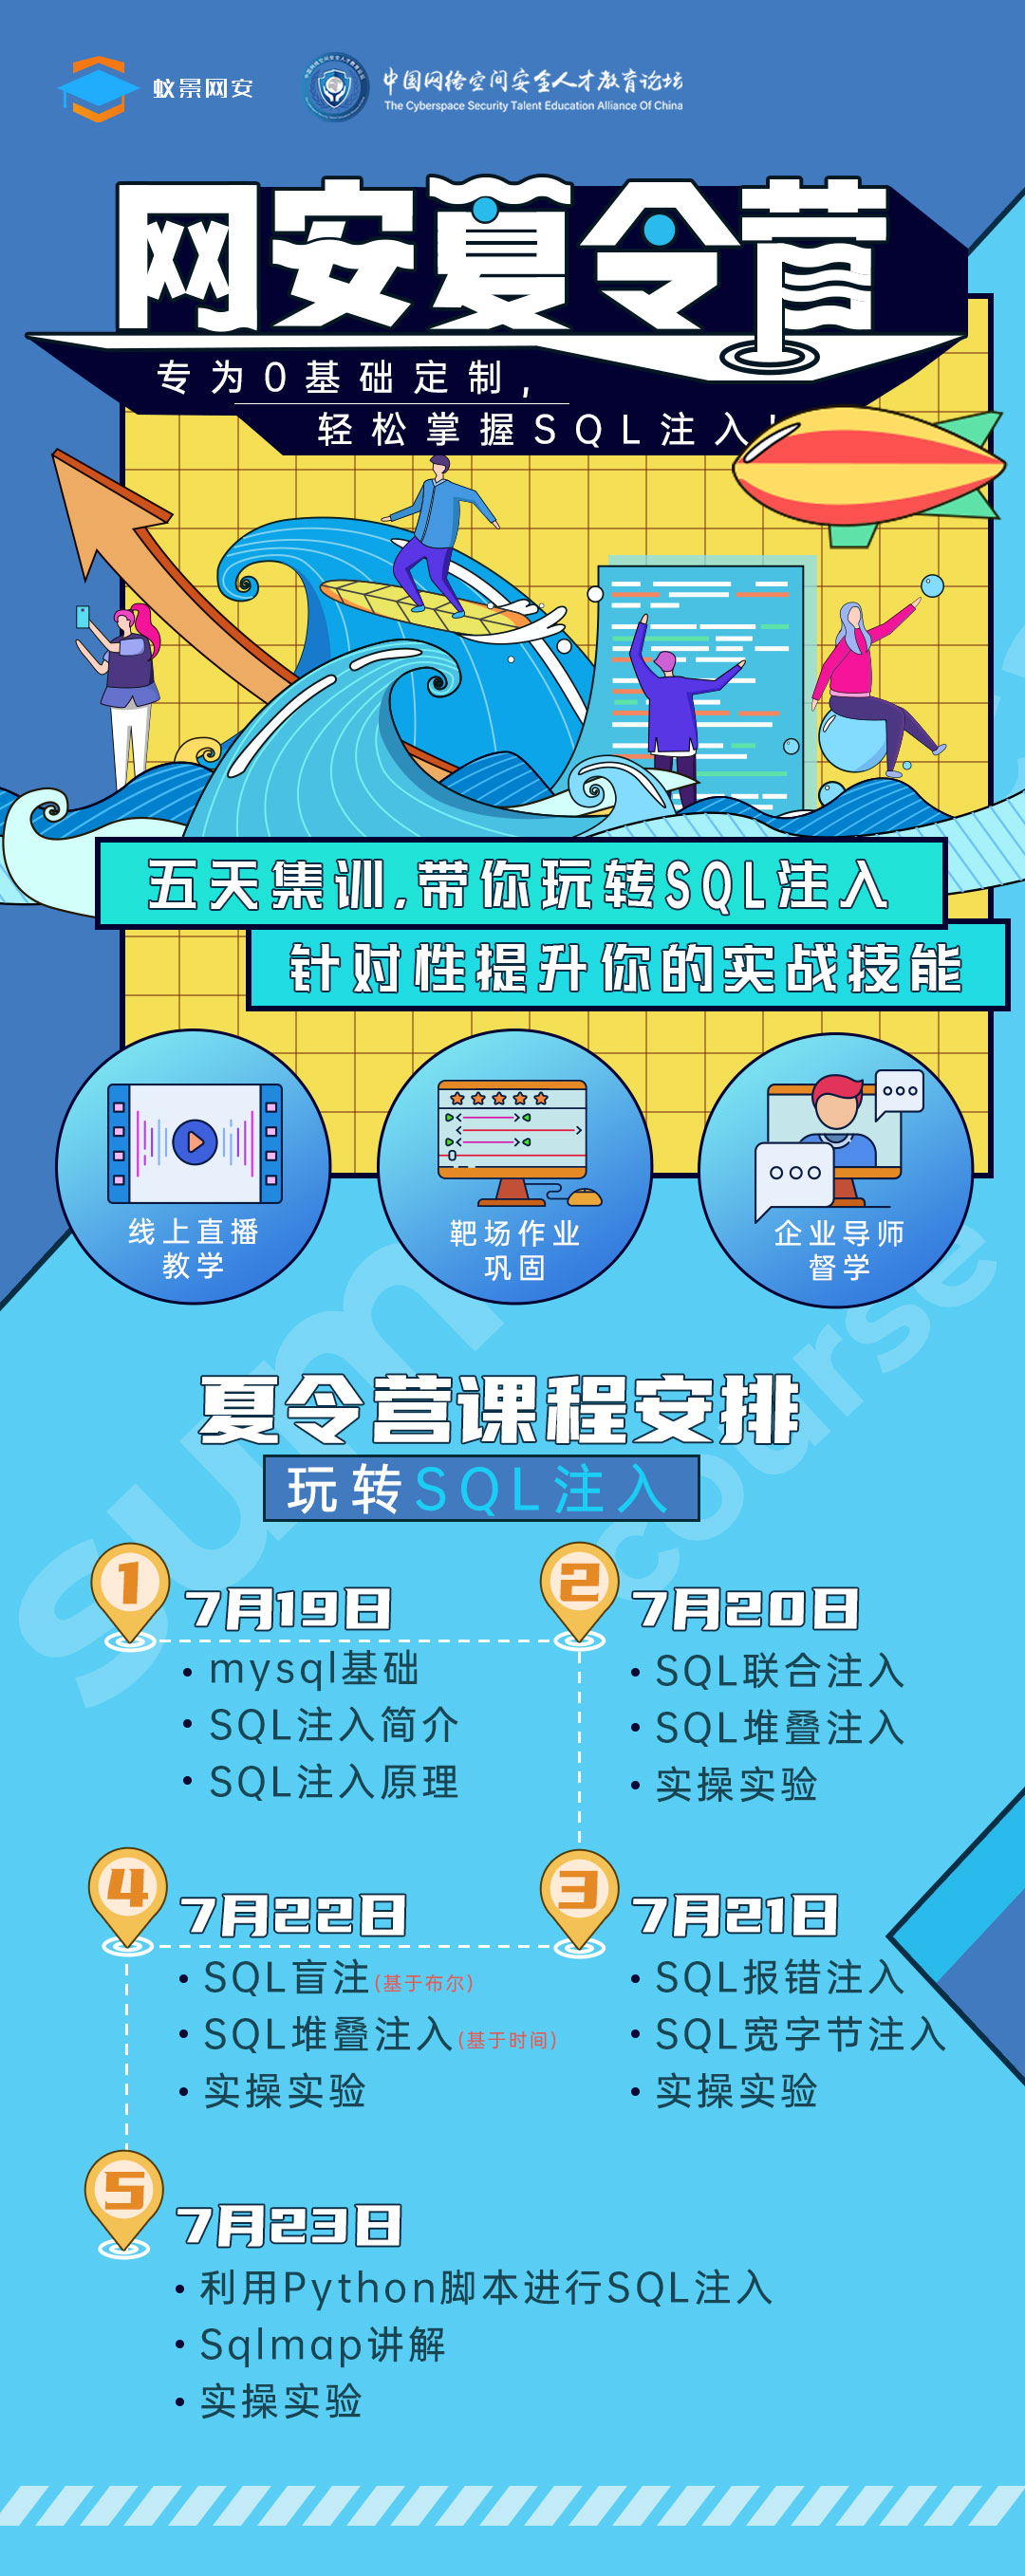 蚁景网安
中国网络空间安全人才教育论坛
The Cyberspace Security Talent Education Alliance Of China
网安夏令营
专为0基础定制，
轻松掌握SQL注入!
五天集训,带你玩转SQL注入
针对性提升你的实战技能
线上直播
教学
靶场作业
巩固
企业导师
督学
夏令营课程安排
玩转SQL注入
1
7月19日
• mysql基础
• SQL注入简介
• SQL注入原理
2
7月20日
• SQL联合注入
• SQL堆叠注入
• 实操实验
3
7月21日
• SQL报错注入
• SQL宽字节注入
• 实操实验
4
7月22日
• SQL盲注(基于布尔)
• SQL堆叠注入(基于时间)
• 实操实验
5
7月23日
• 利用Python脚本进行SQL注入
• Sqlmap讲解
• 实操实验
sum
course